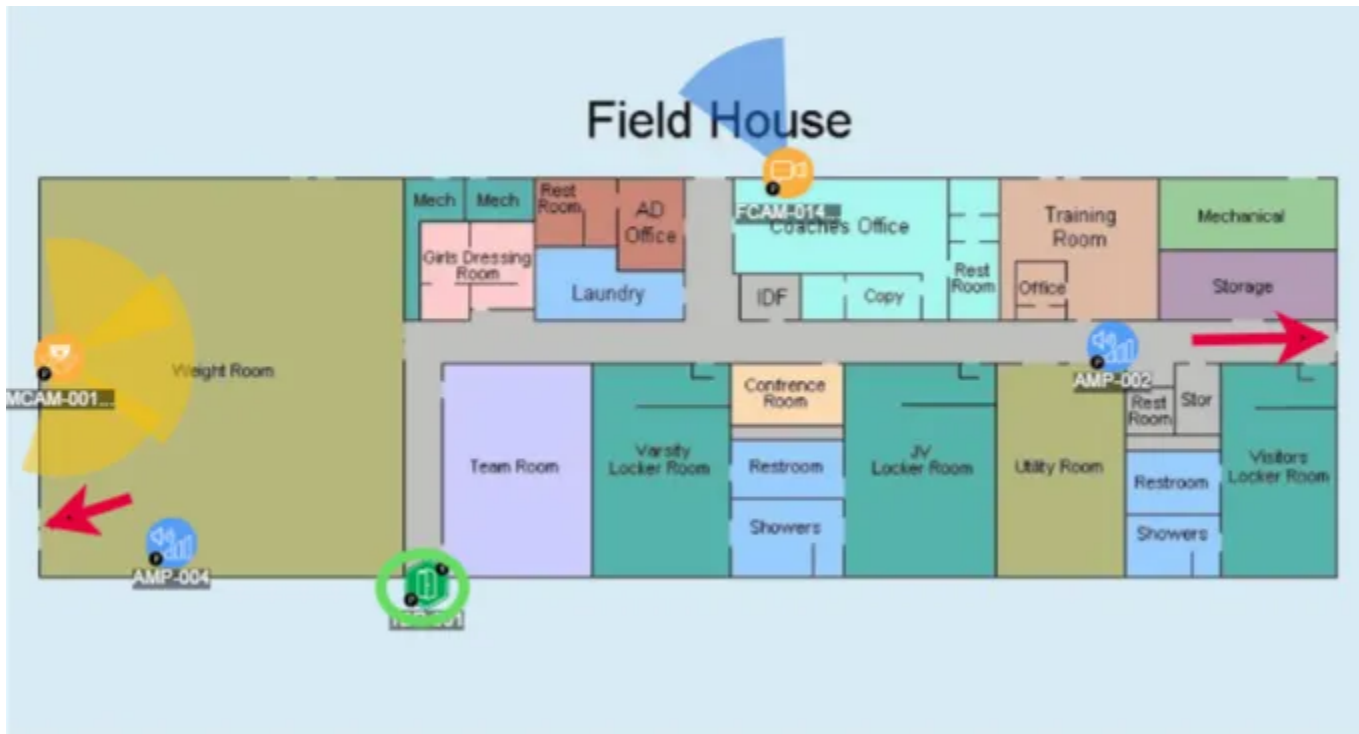 Field House
Mech
Mech
Rest
Room
AD
Office
FCAM-014...
Coaches Office
Training
Room
Mechanical
Girls Dressing
Room
Laundry
IDF
Copy
Rest
Room
Office
Storage
Weight Room
MCAM-001...
AMP-002
Contrence
Room
Rest
Room
Stor
Team Room
Varsity
Locker Room
Restroom
JV
Locker Room
Utility Room
Restroom
Visitors
Locker Room
Showers
Showers
AMP-004